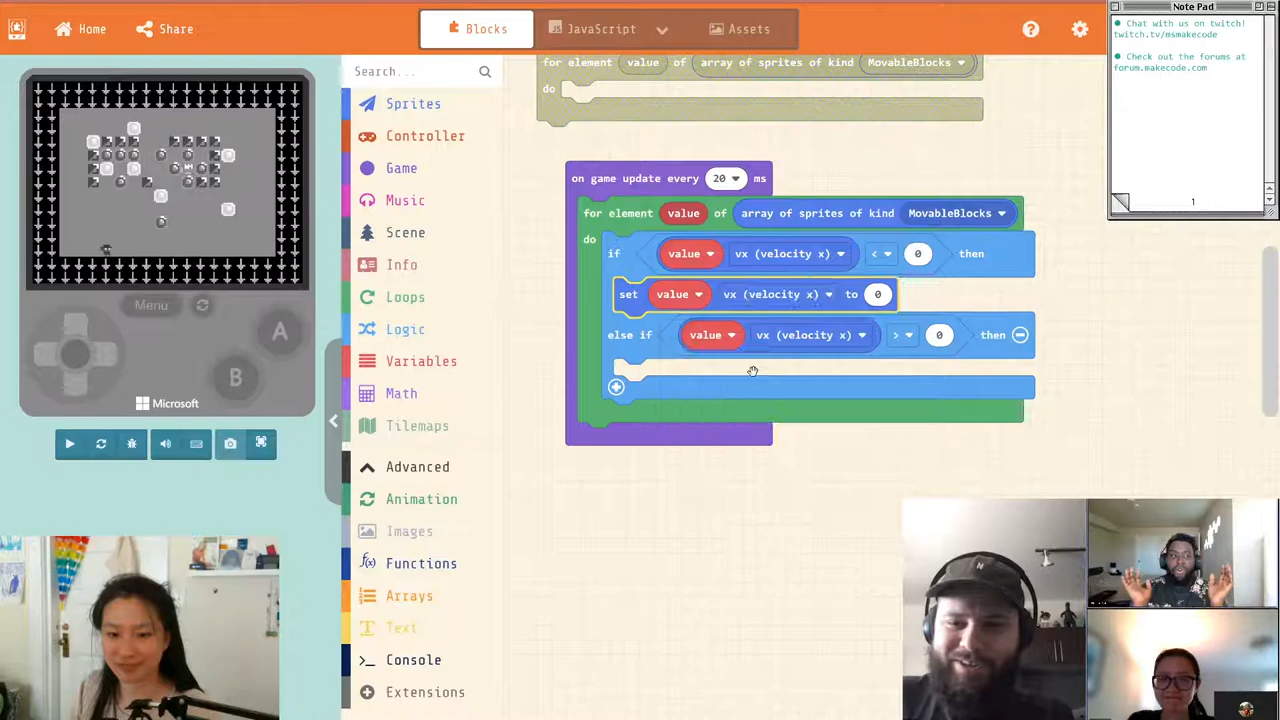 Home
Share
Blocks
JavaScript
Assets
Note Pad
Chat with us on twitch!
twitch.tv/msmakecode
Check out the forums at
forum.makecode.com
1
Search...
Sprites
Controller
Game
Music
Scene
Info
Loops
Logic
Variables
Math
Tilemaps
Advanced
Animation
Images
Functions
Arrays
Text
Console
Extensions
for element value of array of sprites of kind MovableBlocks
do
on game update every 20 ms
for element value of array of sprites of kind MovableBlocks
do
if value vx (velocity x) < 0 then
set value vx (velocity x) to 0
else if value vx (velocity x) > 0 then
Menu
A
B
Microsoft